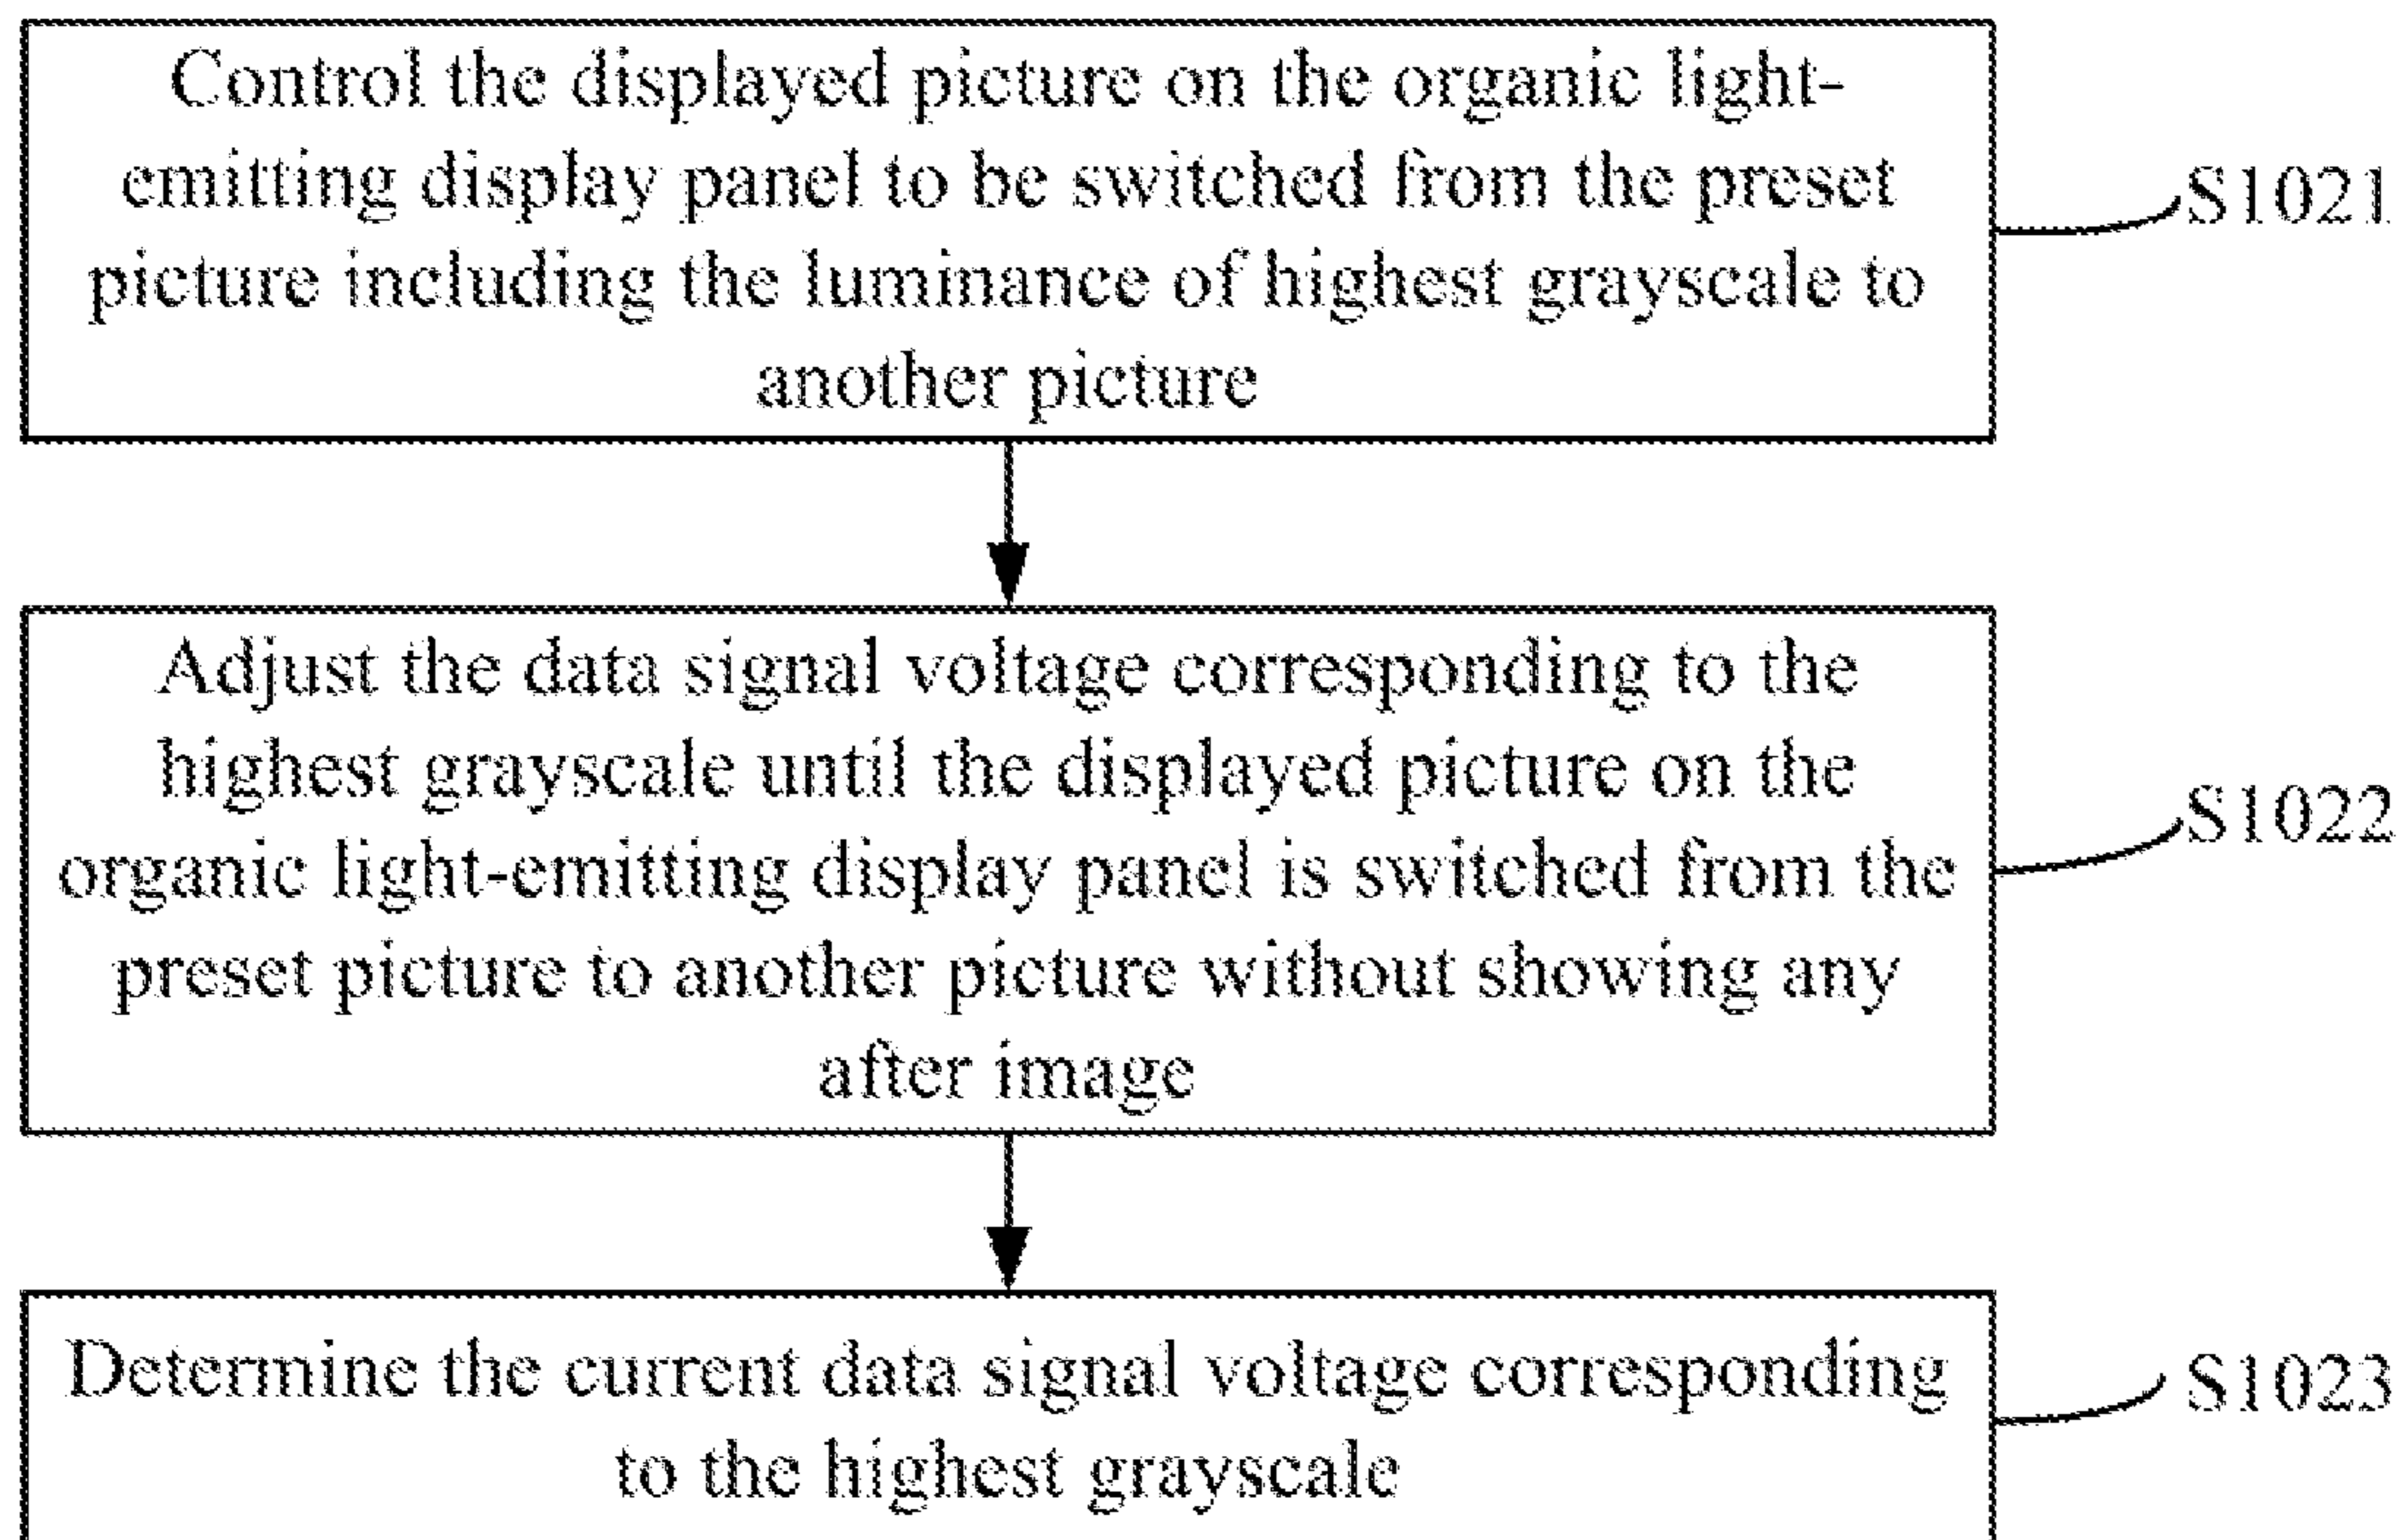 Control the displayed picture on the organic light-
emitting display panel to be switched from the preset
picture including the luminance of highest grayscale to
another picture
S1021
Adjust the data signal voltage corresponding to the
highest grayscale until the displayed picture on the
organic light-emitting display panel is switched from the
preset picture to another picture without showing any
after image
S1022
Determine the current data signal voltage corresponding
to the highest grayscale
S1023